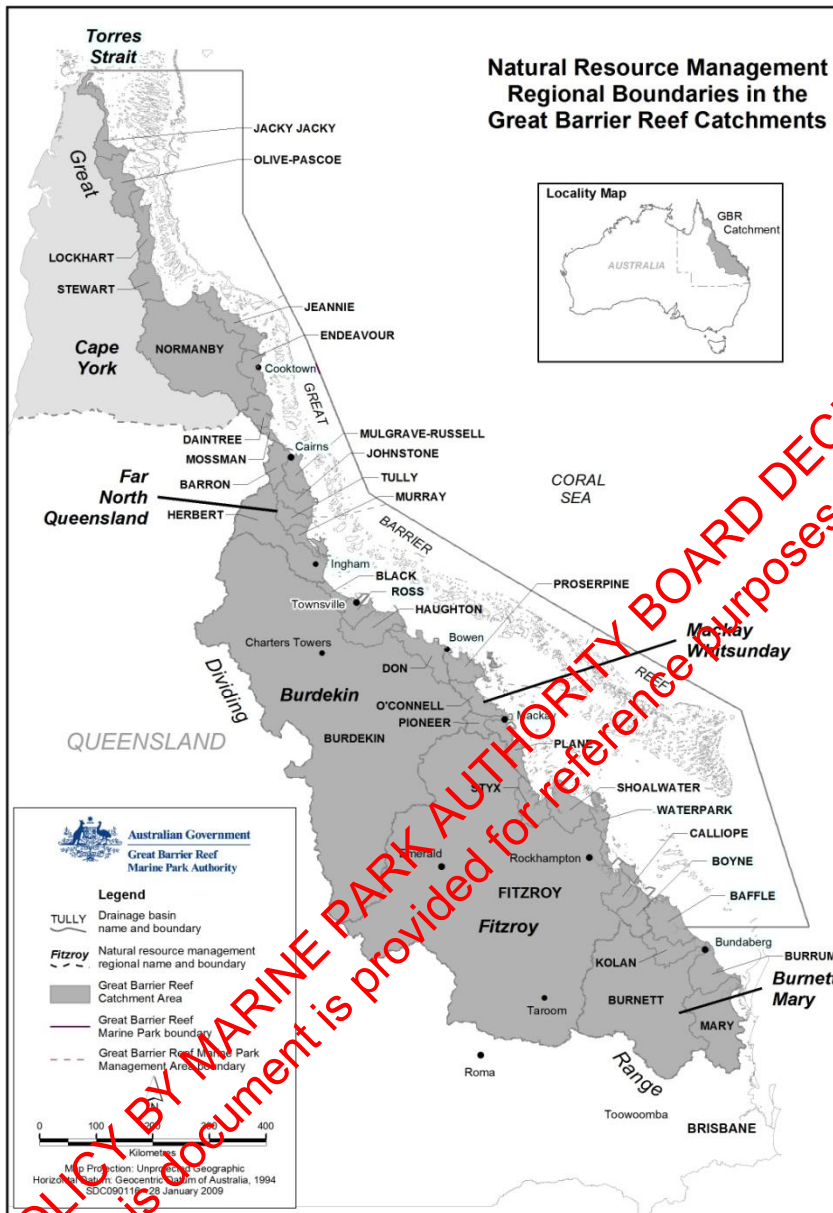 Torres
Strait
Natural Resource Management
Regional Boundaries in the
Great Barrier Reef Catchments
JACKY JACKY
OLIVE-PASCOE
Great
Locality Map
GBR
Catchment
AUSTRALIA
LOCKHART
STEWART
JEANNIE
ENDEAVOUR
Cape
York
NORMANBY
Cooktown
GREAT
DAINTREE
MOSSMAN
BARRON
Cairns
MULGRAVE-RUSSELL
JOHNSTONE
TULLY
MURRAY
Far
North
Queensland
HERBERT
CORAL
SEA
BARRIER
Ingham
BLACK
ROSS
Townsville
HAUGHTON
PROSERPINE
Charters Towers
Bowen
Mackay
Whitsunday
REEF
DON
Dividing
Burdekin
O'CONNELL
PIONEER
Mackay
QUEENSLAND
BURDEKIN
PLANE
STYX
SHOALWATER
WATERPARK
CALLIOPE
BOYNE
BAFFLE
Emerald
Rockhampton
FITZROY
Fitzroy
KOLAN
Bundaberg
BURRUM
Burnett
Mary
BURNETT
MARY
Taroom
Roma
Range
Toowoomba
BRISBANE
Australian Government
Great Barrier Reef
Marine Park Authority
Legend
TULLY Drainage basin
name and boundary
Fitzroy Natural resource management
regional name and boundary
Great Barrier Reef
Catchment Area
Great Barrier Reef
Marine Park boundary
Great Barrier Reef Marine Park
Management Area boundary
N
0 100 200 300 400
Kilometres
Map Projection: Unprojected Geographic
Horizontal Datum: Geocentric Datum of Australia, 1994
SDC090116 28 January 2009
POLICY BY MARINE PARK AUTHORITY BOARD
is document is provided for reference purposes